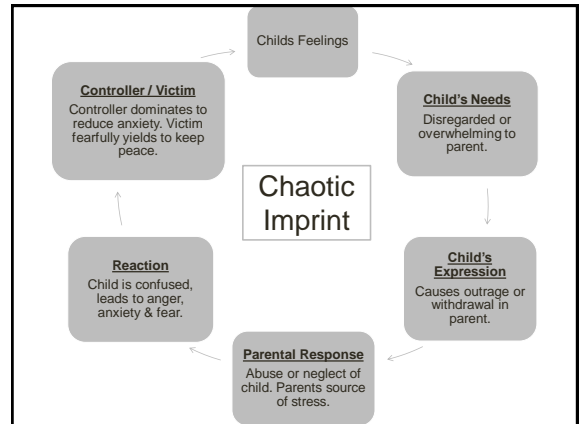 Childs Feelings
Child's Needs
Disregarded or
overwhelming to
parent.
Child's
Expression
Causes outrage or
withdrawal in
parent.
Parental Response
Abuse or neglect of
child. Parents source
of stress.
Reaction
Child is confused,
leads to anger,
anxiety & fear.
Controller / Victim
Controller dominates to
reduce anxiety. Victim
fearfully yields to keep
peace.
Chaotic
Imprint